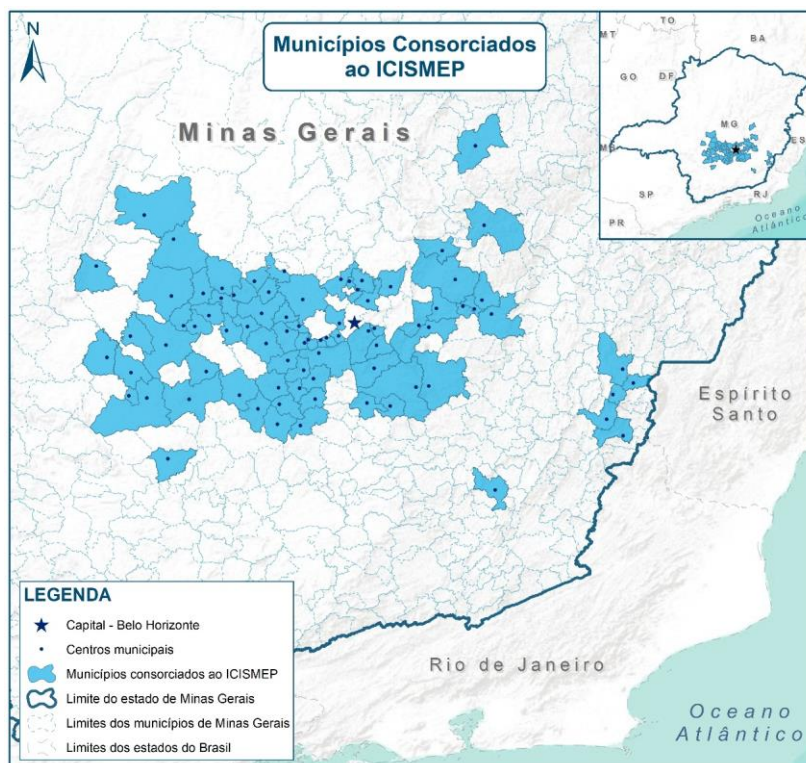 N
Municípios Consorciados
ao ICISMEP
Minas Gerais
MT
TO
BA
GO
DF
MG
MS
ES
SP
RJ
PR
Oceano
Atlântico
Espírito
Santo
Rio de Janeiro
Oceano
Atlântico
LEGENDA
Capital - Belo Horizonte
Centros municipais
Municípios consorciados ao ICISMEP
Limite do estado de Minas Gerais
Limites dos municípios de Minas Gerais
Limites dos estados do Brasil